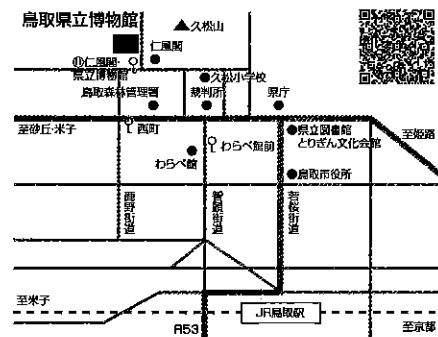 鳥取県立博物館
久松山
仁風閣
⑪仁風閣・
県立博物館
久松小学校
鳥取森林管理署
裁判所
県庁
至砂丘・米子
西町
わらべ館
わらべ館前
県立図書館
とりぎん文化会館
至姫路
鳥取市役所
鹿野街道
智頭街道
若桜街道
至米子
JR鳥取駅
R53
至京都